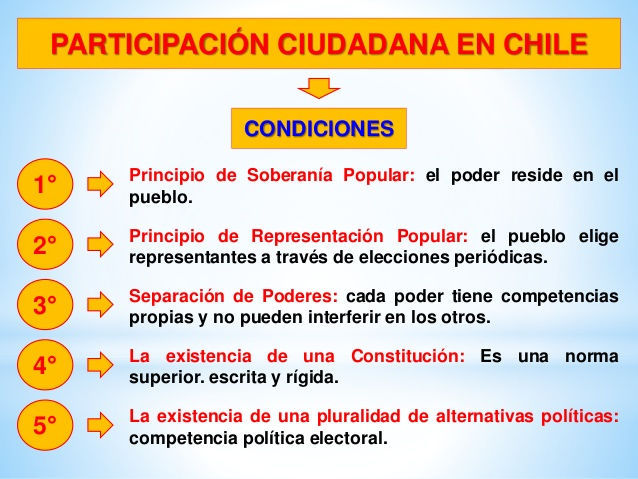 PARTICIPACIÓN CIUDADANA EN CHILE
CONDICIONES
1°
Principio de Soberanía Popular: el poder reside en el
pueblo.
2°
Principio de Representación Popular: el pueblo elige
representantes a través de elecciones periódicas.
3°
Separación de Poderes: cada poder tiene competencias
propias y no pueden interferir en los otros.
4°
La existencia de una Constitución: Es una norma
superior. escrita y rígida.
5°
La existencia de una pluralidad de alternativas políticas:
competencia política electoral.